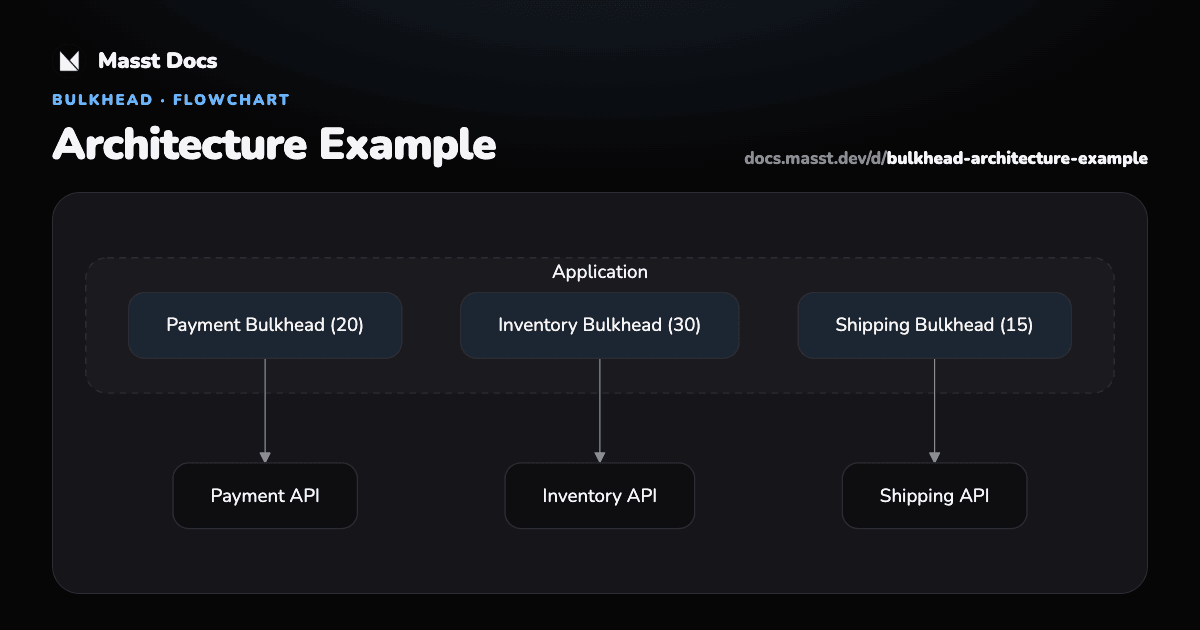 Masst Docs
BULKHEAD · FLOWCHART
Architecture Example
docs.masst.dev/d/bulkhead-architecture-example
Application
Payment Bulkhead (20)
Inventory Bulkhead (30)
Shipping Bulkhead (15)
Payment API
Inventory API
Shipping API